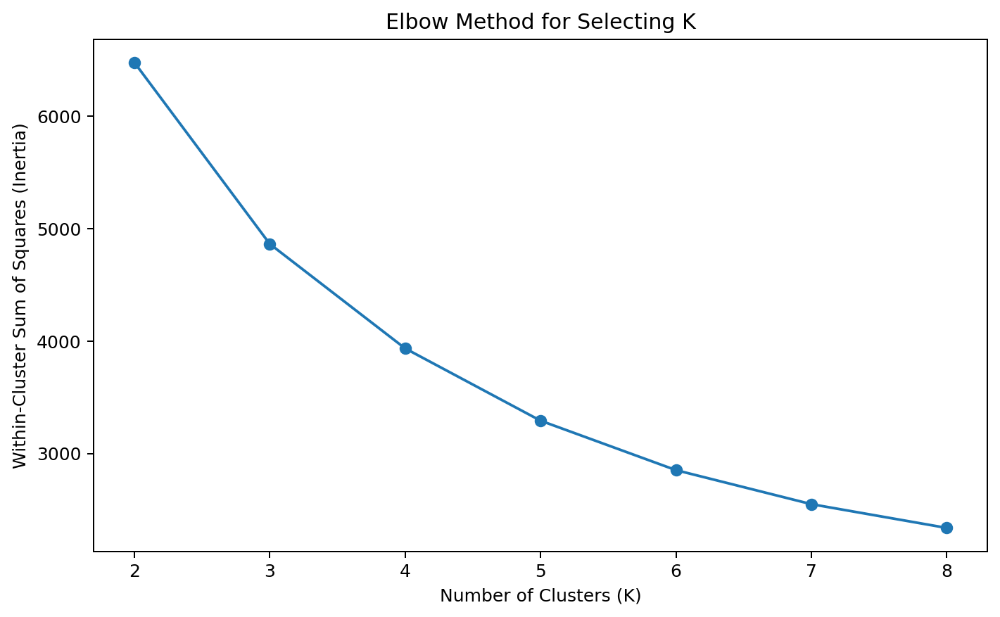 Elbow Method for Selecting K
Within-Cluster Sum of Squares (Inertia)
6000
5000
4000
3000
2 3 4 5 6 7 8
Number of Clusters (K)